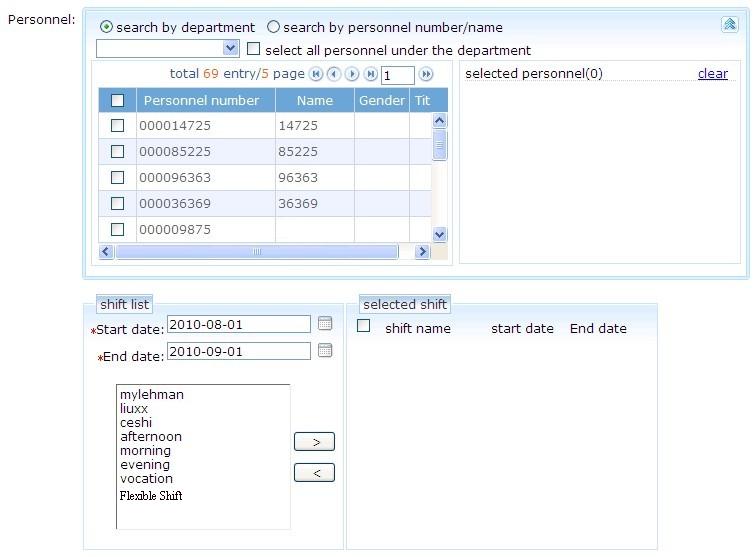 Personnel:
search by department search by personnel number/name
select all personnel under the department
total 69 entry/5 page 1
selected personnel(0) clear
Personnel number Name Gender Tit
000014725 14725
000085225 85225
000096363 96363
000036369 36369
000009875
shift list
*Start date: 2010-08-01
*End date: 2010-09-01
mylehman
liuxx
ceshi
afternoon
morning
evening
vocation
Flexible Shift
>
<
selected shift
shift name start date End date